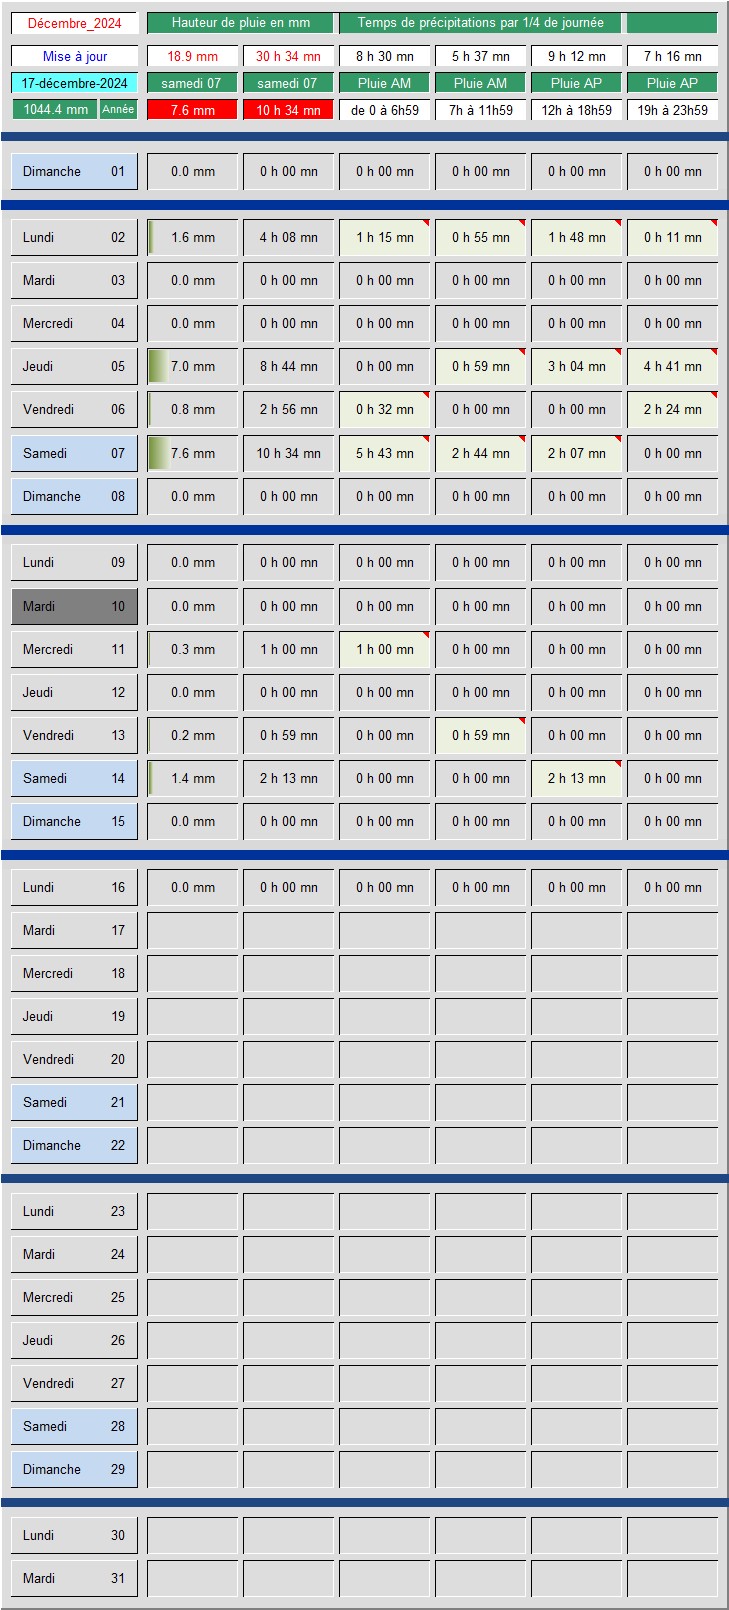 Décembre_2024 Hauteur de pluie en mm Temps de précipitations par 1/4 de journée
Mise à jour 18.9 mm 30 h 34 mn 8 h 30 mn 5 h 37 mn 9 h 12 mn 7 h 16 mn
17-décembre-2024 samedi 07 samedi 07 Pluie AM Pluie AM Pluie AP Pluie AP
1044.4 mm Année 7.6 mm 10 h 34 mn de 0 à 6h59 7h à 11h59 12h à 18h59 19h à 23h59
Dimanche 01 0.0 mm 0 h 00 mn 0 h 00 mn 0 h 00 mn 0 h 00 mn 0 h 00 mn
Lundi 02 1.6 mm 4 h 08 mn 1 h 15 mn 0 h 55 mn 1 h 48 mn 0 h 11 mn
Mardi 03 0.0 mm 0 h 00 mn 0 h 00 mn 0 h 00 mn 0 h 00 mn 0 h 00 mn
Mercredi 04 0.0 mm 0 h 00 mn 0 h 00 mn 0 h 00 mn 0 h 00 mn 0 h 00 mn
Jeudi 05 7.0 mm 8 h 44 mn 0 h 00 mn 0 h 59 mn 3 h 04 mn 4 h 41 mn
Vendredi 06 0.8 mm 2 h 56 mn 0 h 32 mn 0 h 00 mn 0 h 00 mn 2 h 24 mn
Samedi 07 7.6 mm 10 h 34 mn 5 h 43 mn 2 h 44 mn 2 h 07 mn 0 h 00 mn
Dimanche 08 0.0 mm 0 h 00 mn 0 h 00 mn 0 h 00 mn 0 h 00 mn 0 h 00 mn
Lundi 09 0.0 mm 0 h 00 mn 0 h 00 mn 0 h 00 mn 0 h 00 mn 0 h 00 mn
Mardi 10 0.0 mm 0 h 00 mn 0 h 00 mn 0 h 00 mn 0 h 00 mn 0 h 00 mn
Mercredi 11 0.3 mm 1 h 00 mn 1 h 00 mn 0 h 00 mn 0 h 00 mn 0 h 00 mn
Jeudi 12 0.0 mm 0 h 00 mn 0 h 00 mn 0 h 00 mn 0 h 00 mn 0 h 00 mn
Vendredi 13 0.2 mm 0 h 59 mn 0 h 00 mn 0 h 59 mn 0 h 00 mn 0 h 00 mn
Samedi 14 1.4 mm 2 h 13 mn 0 h 00 mn 0 h 00 mn 2 h 13 mn 0 h 00 mn
Dimanche 15 0.0 mm 0 h 00 mn 0 h 00 mn 0 h 00 mn 0 h 00 mn 0 h 00 mn
Lundi 16 0.0 mm 0 h 00 mn 0 h 00 mn 0 h 00 mn 0 h 00 mn 0 h 00 mn
Mardi 17
Mercredi 18
Jeudi 19
Vendredi 20
Samedi 21
Dimanche 22
Lundi 23
Mardi 24
Mercredi 25
Jeudi 26
Vendredi 27
Samedi 28
Dimanche 29
Lundi 30
Mardi 31